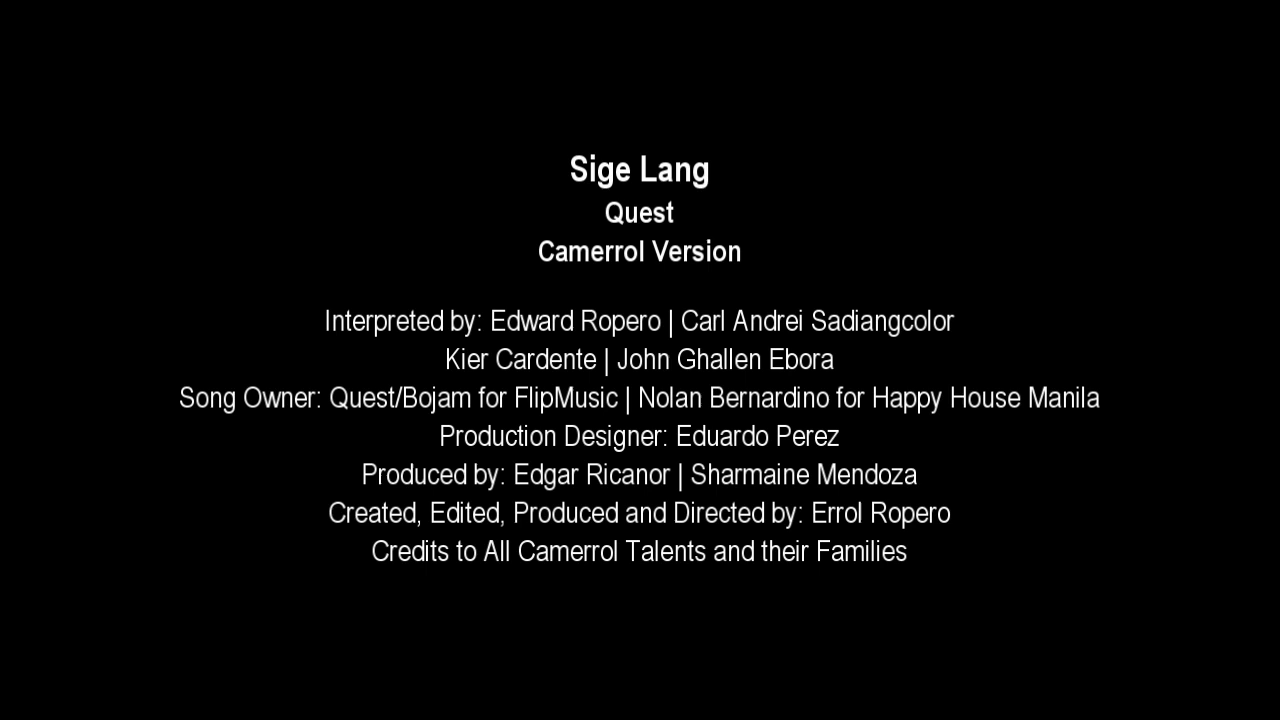 Sige Lang
Quest
Camerrol Version
Interpreted by: Edward Ropero | Carl Andrei Sadiangcolor
Kier Cardente | John Ghallen Ebora
Song Owner: Quest/Bojam for FlipMusic | Nolan Bernardino for Happy House Manila
Production Designer: Eduardo Perez
Produced by: Edgar Ricanor | Sharmaine Mendoza
Created, Edited, Produced and Directed by: Errol Ropero
Credits to All Camerrol Talents and their Families